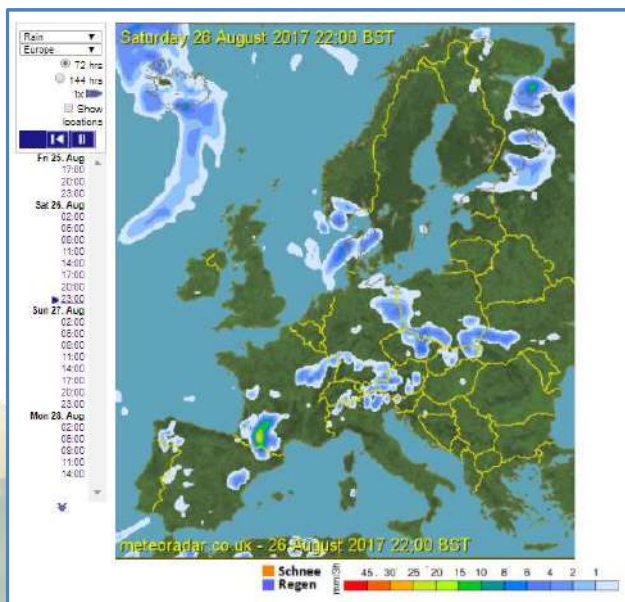 Rain
Europe
72 hrs
144 hrs
1x
Show
locations
Fri 25. Aug
17:00
20:00
23:00
Sat 26. Aug
02:00
05:00
08:00
11:00
14:00
17:00
20:00
23:00
Sun 27. Aug
02:00
05:00
08:00
11:00
14:00
17:00
20:00
23:00
Mon 28. Aug
02:00
05:00
08:00
11:00
14:00
Saturday 26 August 2017 22:00 BST
meteoradar.co.uk - 26 August 2017 22:00 BST
Schnee
Regen
mm/3h
45 30 25 20 15 10 8 6 4 2 1